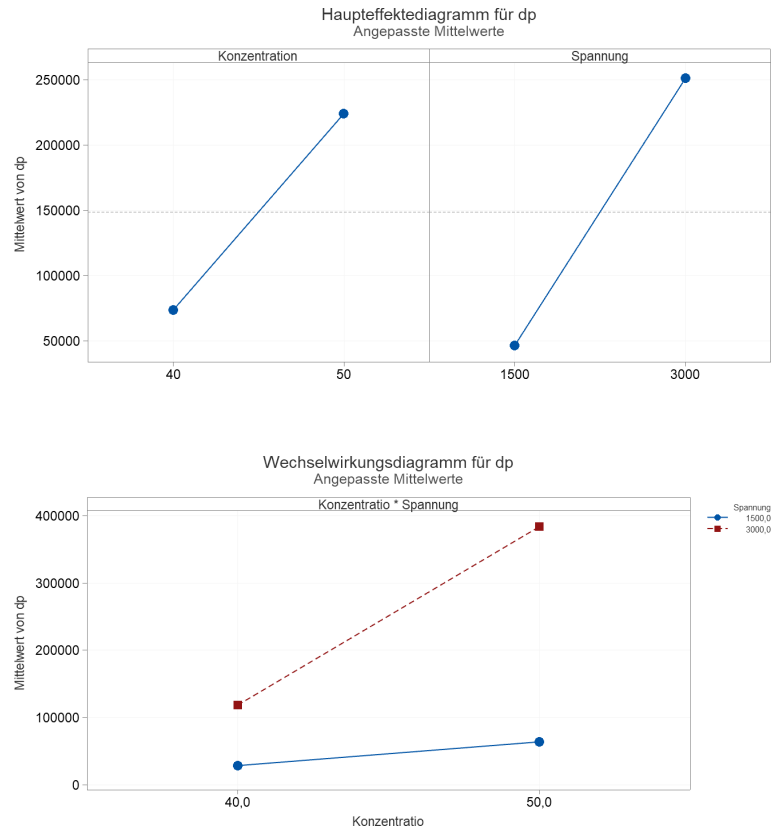 Haupteffektediagramm für dp
Angepasste Mittelwerte
Konzentration Spannung
Mittelwert von dp
250000
200000
150000
100000
50000
40 50 1500 3000
Wechselwirkungsdiagramm für dp
Angepasste Mittelwerte
Konzentratio * Spannung
Mittelwert von dp
400000
300000
200000
100000
0
40,0 50,0
Konzentratio
Spannung
1500,0
3000,0